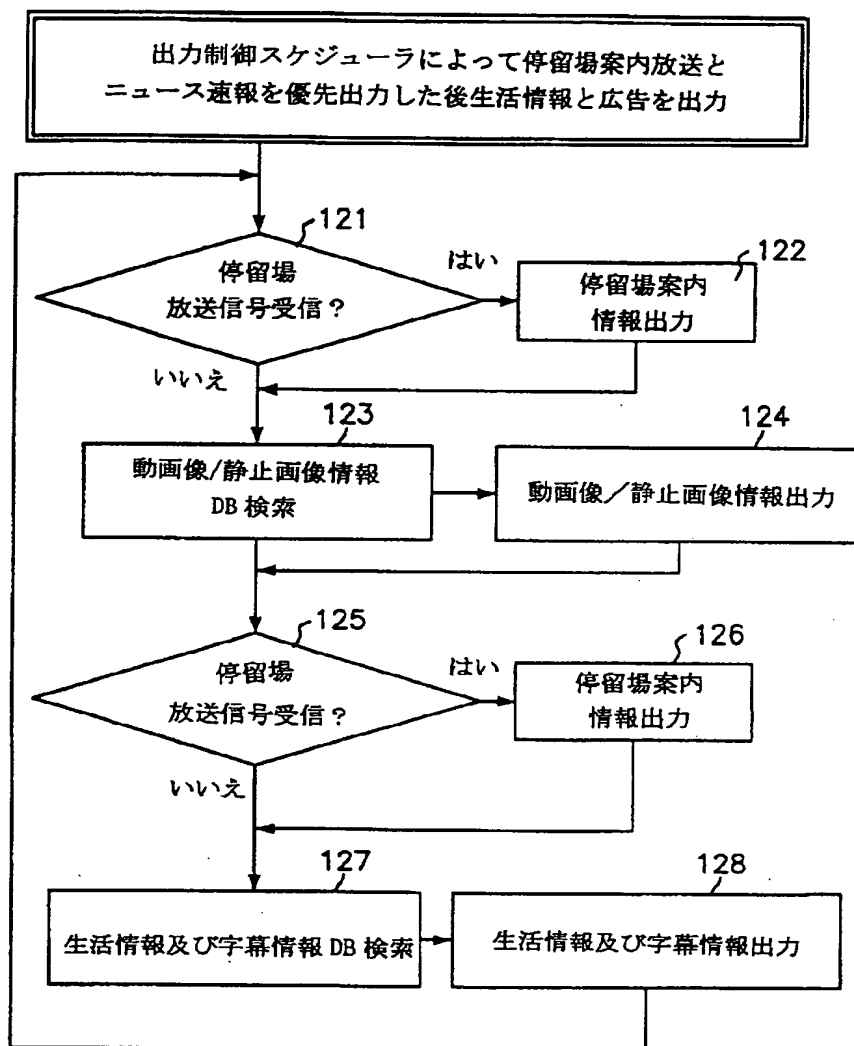 出力制御スケジューラによって停留場案内放送と
ニュース速報を優先出力した後生活情報と広告を出力
121
停留場
放送信号受信?
はい
122
停留場案内
情報出力
いいえ
123
動画像/静止画像情報
DB 検索
124
動画像/静止画像情報出力
125
停留場
放送信号受信?
はい
126
停留場案内
情報出力
いいえ
127
生活情報及び字幕情報 DB 検索
128
生活情報及び字幕情報出力